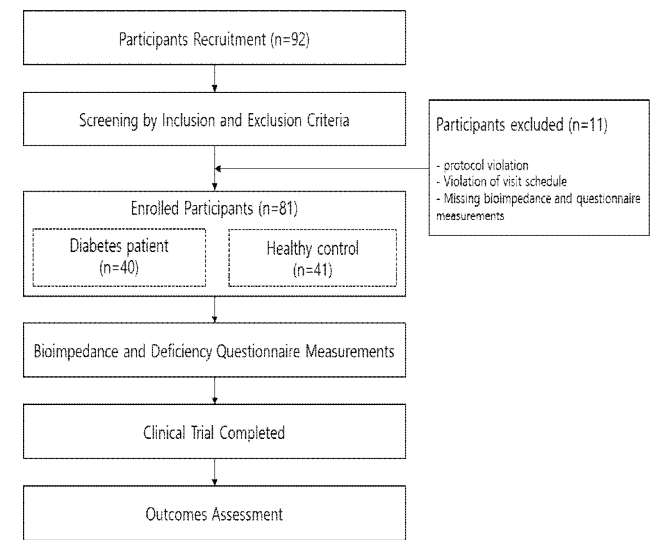 Participants Recruitment (n=92)
Screening by Inclusion and Exclusion Criteria
Participants excluded (n=11)
- protocol violation
- Violation of visit schedule
- Missing bioimpedance and questionnaire
measurements
Enrolled Participants (n=81)
Diabetes patient
(n=40)
Healthy control
(n=41)
Bioimpedance and Deficiency Questionnaire Measurements
Clinical Trial Completed
Outcomes Assessment